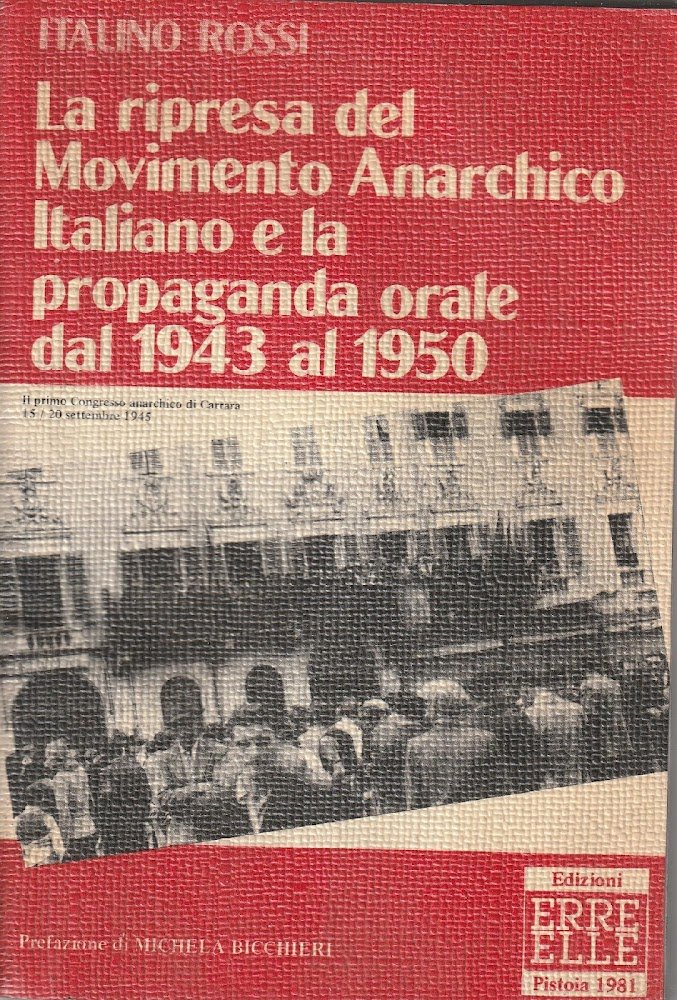 ITALINO ROSSI
La ripresa del
Movimento Anarchico
Italiano e la
propaganda orale
dal 1943 al 1950
Il primo Congresso anarchico di Carrara
15 / 20 settembre 1945
Prefazione di MICHELA BICCHIERI
Edizioni
ERRE
ELLE
Pistoia 1981